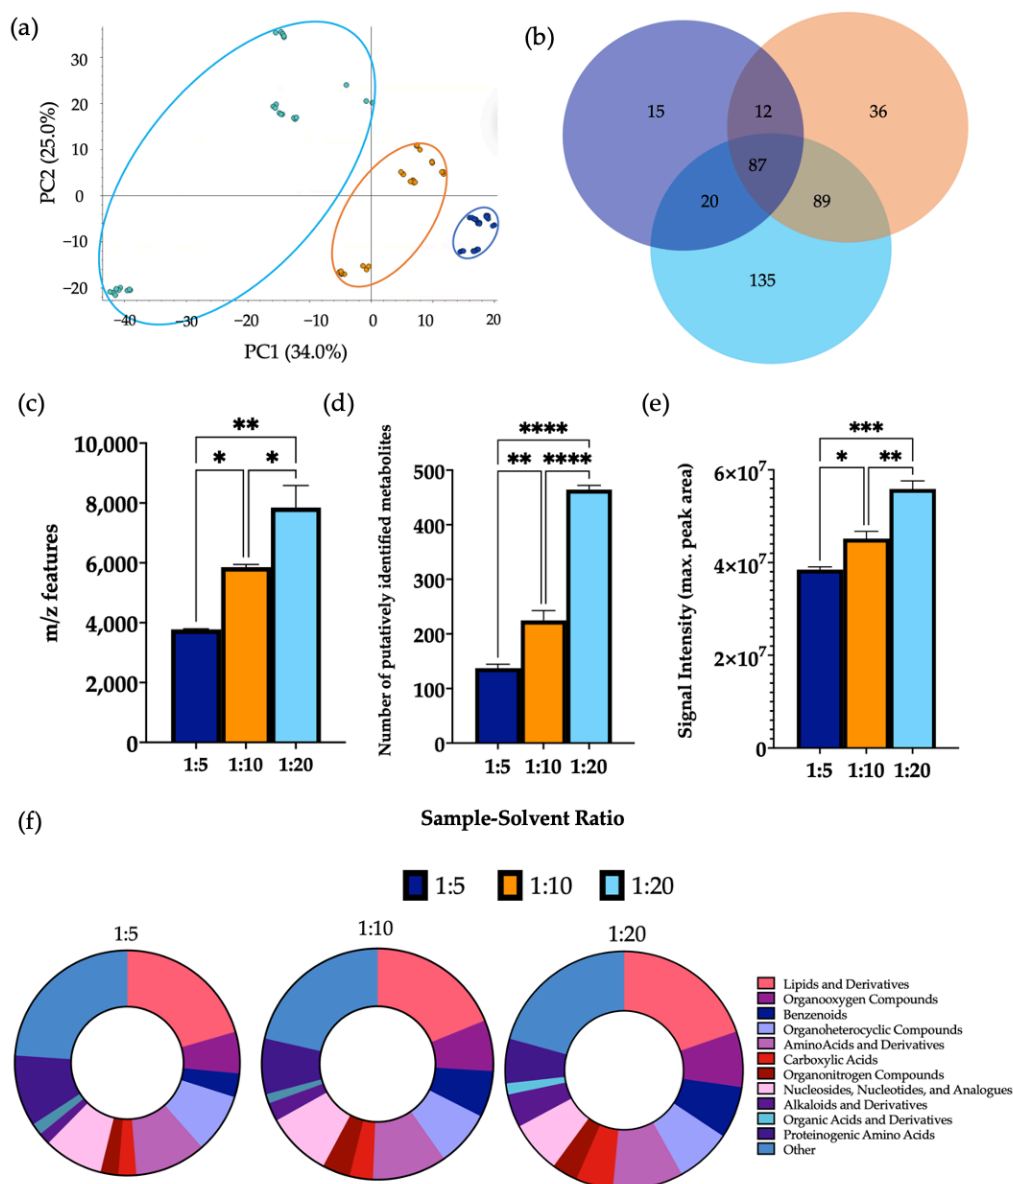 (a)
30
20
10
0
−10
−20
−40
−30
−20
−10
0
10
20
PC2 (25.0%)
PC1 (34.0%)
(b)
15
12
36
87
20
89
135
(c)
**
*
*
10,000
8,000
6,000
4,000
2,000
0
m/z features
1:5
1:10
1:20
(d)
****
**
****
500
400
300
200
100
0
Number of putatively identified metabolites
1:5
1:10
1:20
(e)
***
*
**
6×10⁷
4×10⁷
2×10⁷
0
Signal Intensity (max. peak area)
1:5
1:10
1:20
Sample-Solvent Ratio
1:5
1:10
1:20
(f)
1:5
1:10
1:20
Lipids and Derivatives
Organooxygen Compounds
Benzenoids
Organoheterocyclic Compounds
AminoAcids and Derivatives
Carboxylic Acids
Organonitrogen Compounds
Nucleosides, Nucleotides, and Analogues
Alkaloids and Derivatives
Organic Acids and Derivatives
Proteinogenic Amino Acids
Other